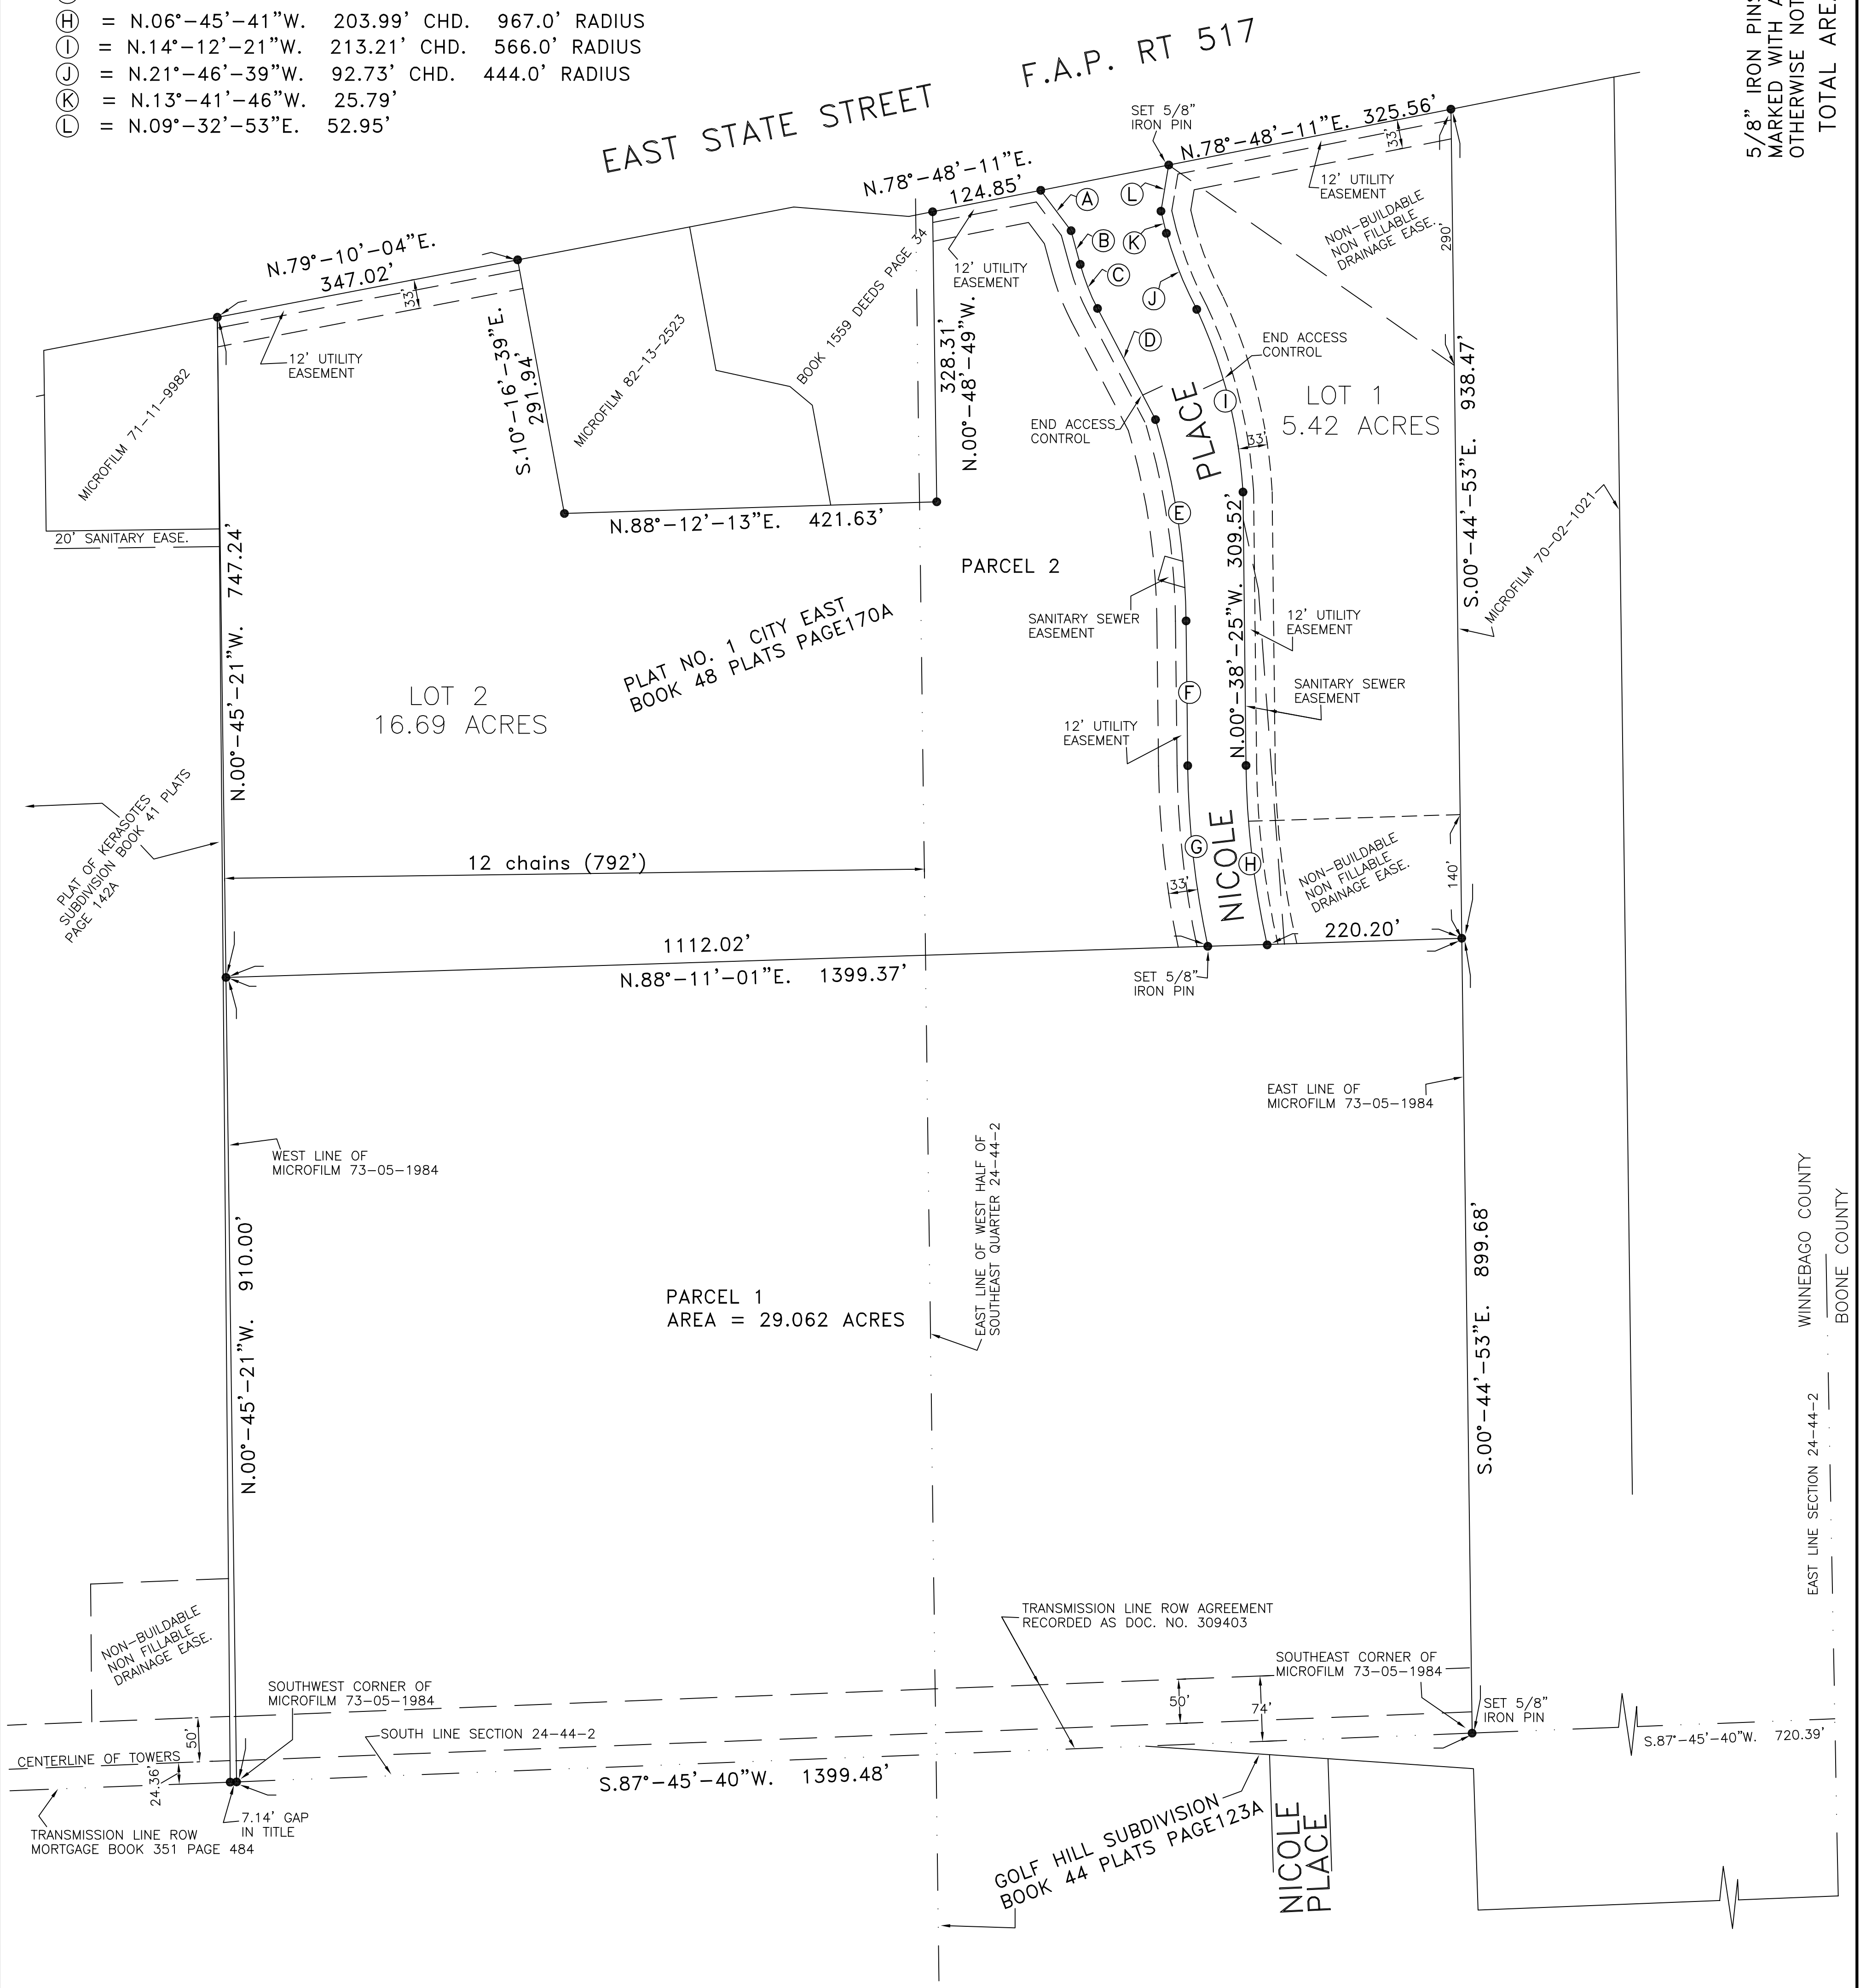 Ⓗ = N.06°-45'-41"W. 203.99' CHD. 967.0' RADIUS
Ⓘ = N.14°-12'-21"W. 213.21' CHD. 566.0' RADIUS
Ⓙ = N.21°-46'-39"W. 92.73' CHD. 444.0' RADIUS
Ⓚ = N.13°-41'-46"W. 25.79'
Ⓛ = N.09°-32'-53"E. 52.95'
5/8" IRON PINS
MARKED WITH A
OTHERWISE NOT
TOTAL AREA
EAST STATE STREET F.A.P. RT 517
SET 5/8"
IRON PIN
N.78°-48'-11"E. 325.56'
33'
12' UTILITY
EASEMENT
NON-BUILDABLE
NON FILLABLE
DRAINAGE EASE.
290'
N.78°-48'-11"E.
124.85'
12' UTILITY
EASEMENT
Ⓐ
Ⓑ
Ⓒ
Ⓓ
Ⓔ
Ⓕ
Ⓖ
Ⓗ
Ⓘ
Ⓙ
Ⓚ
Ⓛ
N.79°-10'-04"E.
347.02'
33'
12' UTILITY
EASEMENT
MICROFILM 71-11-9982
20' SANITARY EASE.
S.10°-16'-39"E.
291.94'
MICROFILM 82-13-2523
BOOK 1559 DEEDS PAGE 34
328.31'
N.00°-48'-49"W.
N.88°-12'-13"E. 421.63'
END ACCESS
CONTROL
END ACCESS
CONTROL
LOT 1
5.42 ACRES
33'
938.47'
S.00°-44'-53"E.
MICROFILM 70-02-1021
NICOLE PLACE
N.00°-38'-25"W. 309.52'
PARCEL 2
SANITARY SEWER
EASEMENT
12' UTILITY
EASEMENT
SANITARY SEWER
EASEMENT
12' UTILITY
EASEMENT
N.00°-45'-21"W. 747.24'
PLAT NO. 1 CITY EAST
BOOK 48 PLATS PAGE170A
LOT 2
16.69 ACRES
PLAT OF KERASOTES
SUBDIVISION BOOK 41 PLATS
PAGE 142A
12 chains (792')
33'
NON-BUILDABLE
NON FILLABLE
DRAINAGE EASE.
140'
220.20'
1112.02'
N.88°-11'-01"E. 1399.37'
SET 5/8"
IRON PIN
EAST LINE OF
MICROFILM 73-05-1984
WEST LINE OF
MICROFILM 73-05-1984
EAST LINE OF WEST HALF OF
SOUTHEAST QUARTER 24-44-2
N.00°-45'-21"W. 910.00'
PARCEL 1
AREA = 29.062 ACRES
S.00°-44'-53"E. 899.68'
WINNEBAGO COUNTY
BOONE COUNTY
EAST LINE SECTION 24-44-2
NON-BUILDABLE
NON FILLABLE
DRAINAGE EASE.
TRANSMISSION LINE ROW AGREEMENT
RECORDED AS DOC. NO. 309403
SOUTHEAST CORNER OF
MICROFILM 73-05-1984
50'
74'
SET 5/8"
IRON PIN
S.87°-45'-40"W. 720.39'
SOUTHWEST CORNER OF
MICROFILM 73-05-1984
50'
SOUTH LINE SECTION 24-44-2
CENTERLINE OF TOWERS
24.36'
S.87°-45'-40"W. 1399.48'
7.14' GAP
IN TITLE
TRANSMISSION LINE ROW
MORTGAGE BOOK 351 PAGE 484
GOLF HILL SUBDIVISION
BOOK 44 PLATS PAGE123A
NICOLE
PLACE